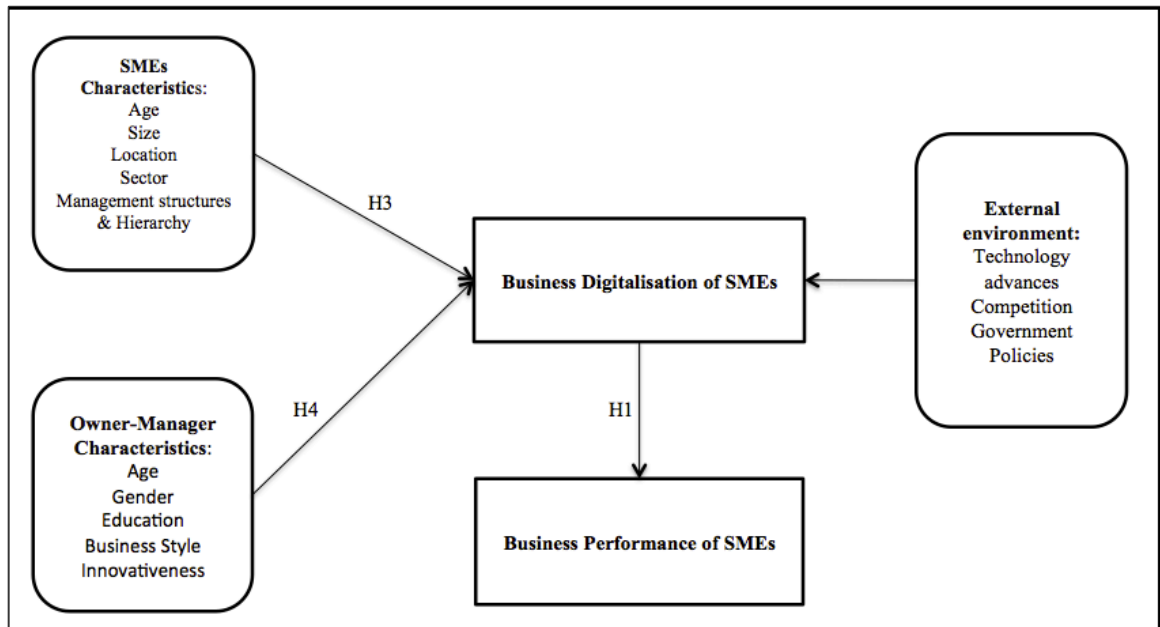 SMEs
Characteristics:
Age
Size
Location
Sector
Management structures
& Hierarchy
H3
Business Digitalisation of SMEs
External
environment:
Technology
advances
Competition
Government
Policies
Owner-Manager
Characteristics:
Age
Gender
Education
Business Style
Innovativeness
H4
H1
Business Performance of SMEs